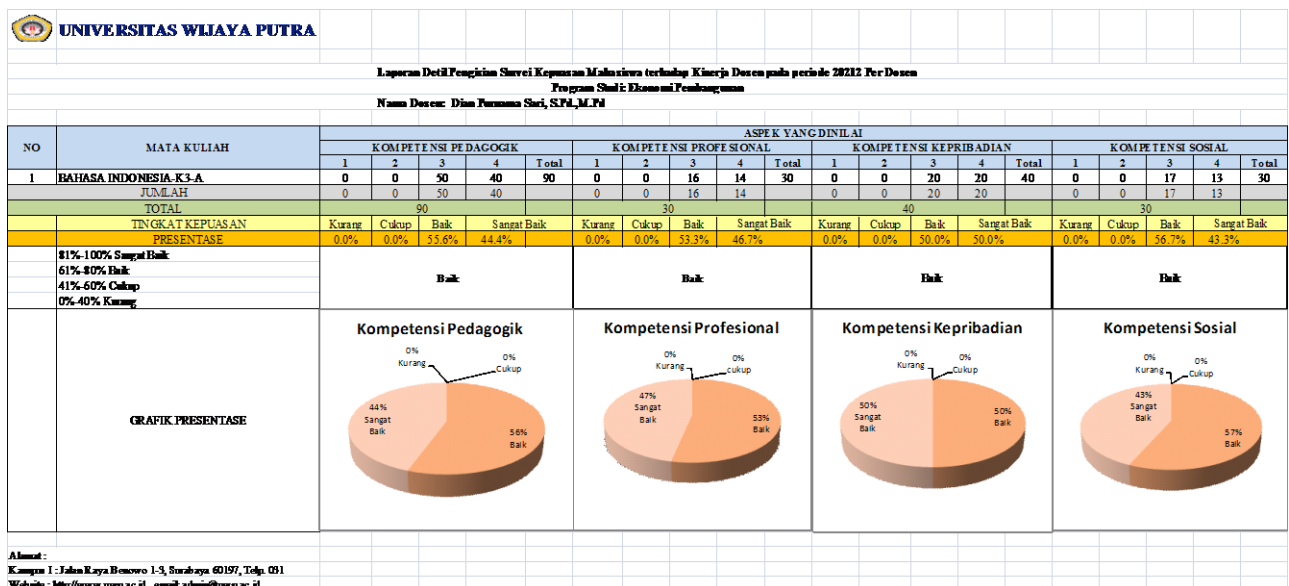 UNIVERSITAS WIJAYA PUTRA
Laporan Detil Pengisian Survei Kepuasan Mahasiswa terhadap Kinerja Dosen pada periode 20212 Per Dosen
Program Studi: Ekonomi Pembangunan
Nama Dosen: Dian Purnama Sari, S.Pd.,M.Pd
NO MATA KULIAH ASPEK YANG DINILAI
KOMPETENSI PEDAGOGIK KOMPETENSI PROFESIONAL KOMPETENSI KEPRIBADIAN KOMPETENSI SOSIAL
1 2 3 4 Total 1 2 3 4 Total 1 2 3 4 Total 1 2 3 4 Total
1 BAHASA INDONESIA-K3-A 0 0 50 40 90 0 0 16 14 30 0 0 20 20 40 0 0 17 13 30
JUMLAH 0 0 50 40 0 0 16 14 0 0 20 20 0 0 17 13
TOTAL 90 30 40 30
TINGKAT KEPUASAN Kurang Cukup Baik Sangat Baik Kurang Cukup Baik Sangat Baik Kurang Cukup Baik Sangat Baik Kurang Cukup Baik Sangat Baik
PRESENTASE 0.0% 0.0% 55.6% 44.4% 0.0% 0.0% 53.3% 46.7% 0.0% 0.0% 50.0% 50.0% 0.0% 0.0% 56.7% 43.3%
81%-100% Sangat Baik
61%-80% Baik
41%-60% Cukup
0%-40% Kurang
Baik Baik Baik Baik
GRAFIK PRESENTASE
Kompetensi Pedagogik
0%
Kurang
0%
Cukup
44%
Sangat
Baik
56%
Baik
Kompetensi Profesional
0%
Kurang
0%
cukup
47%
Sangat
Baik
53%
Baik
Kompetensi Kepribadian
0%
Kurang
0%
Cukup
50%
Sangat
Baik
50%
Baik
Kompetensi Sosial
0%
Kurang
0%
Cukup
43%
Sangat
Baik
57%
Baik
Alamat :
Kampus I : Jalan Raya Benowo 1-3, Surabaya 60197, Telp. 031
Website :